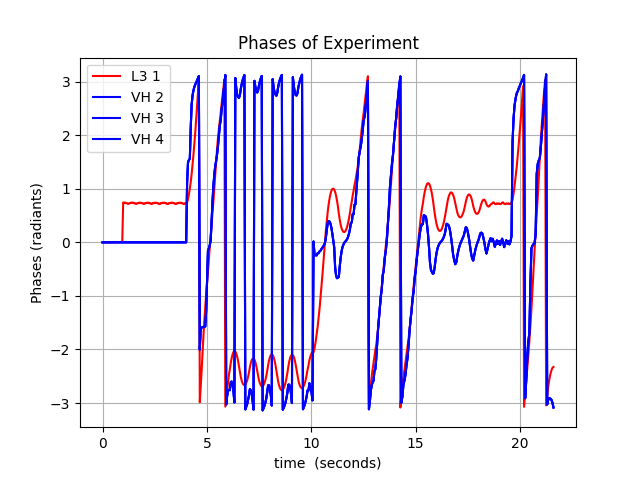 Phases of Experiment
L3 1
VH 2
VH 3
VH 4
3
2
1
0
−1
−2
−3
Phases (radiants)
0
5
10
15
20
time (seconds)